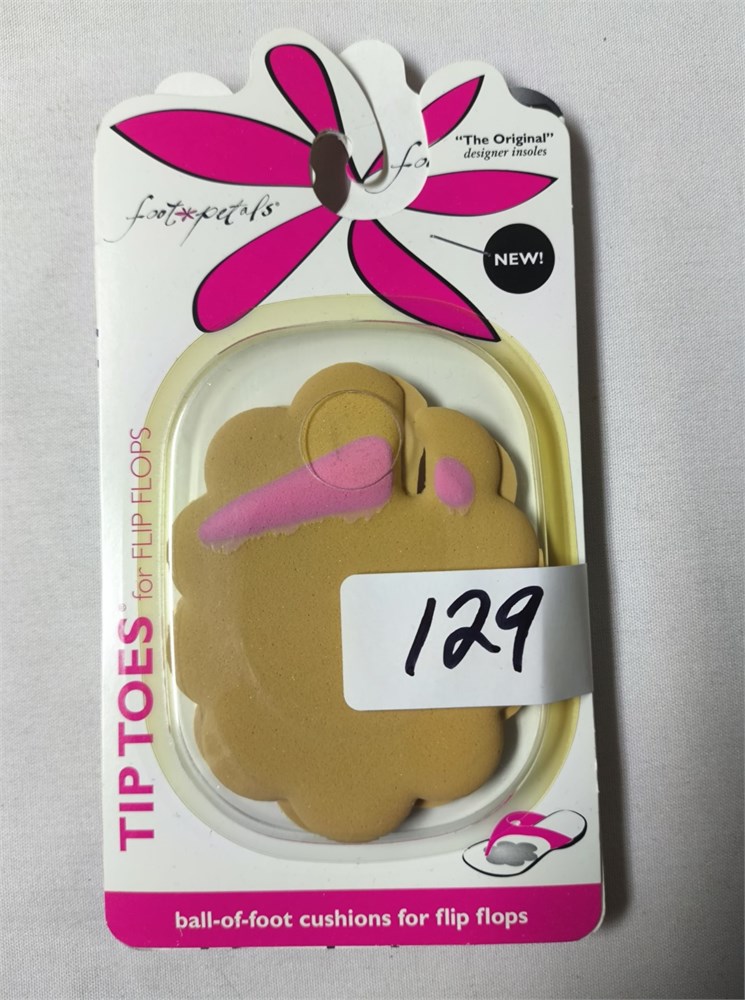 "The Original"
designer insoles
fo
foot*petals®
NEW!
TIP TOES® for FLIP FLOPS
129
ball-of-foot cushions for flip flops